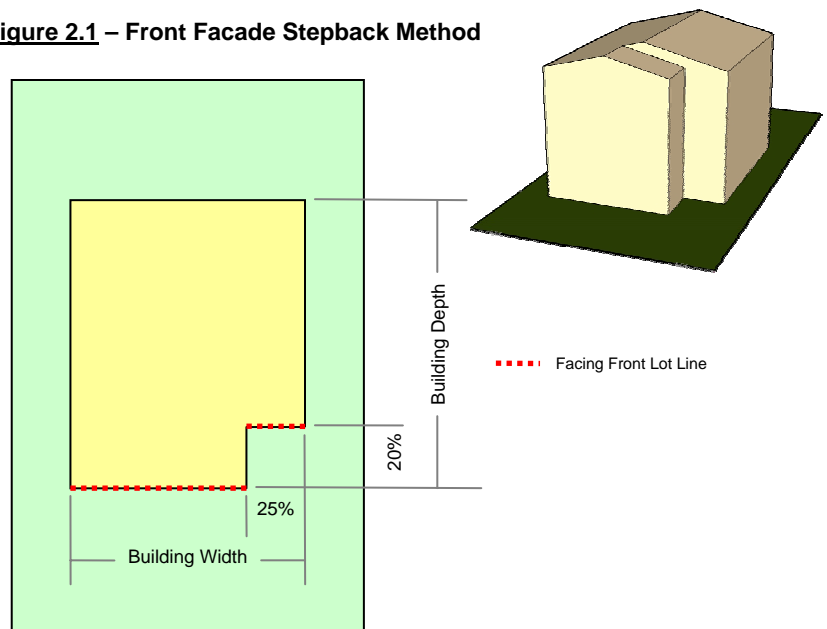 igure 2.1 – Front Facade Stepback Method
Building Depth
Facing Front Lot Line
20%
25%
Building Width